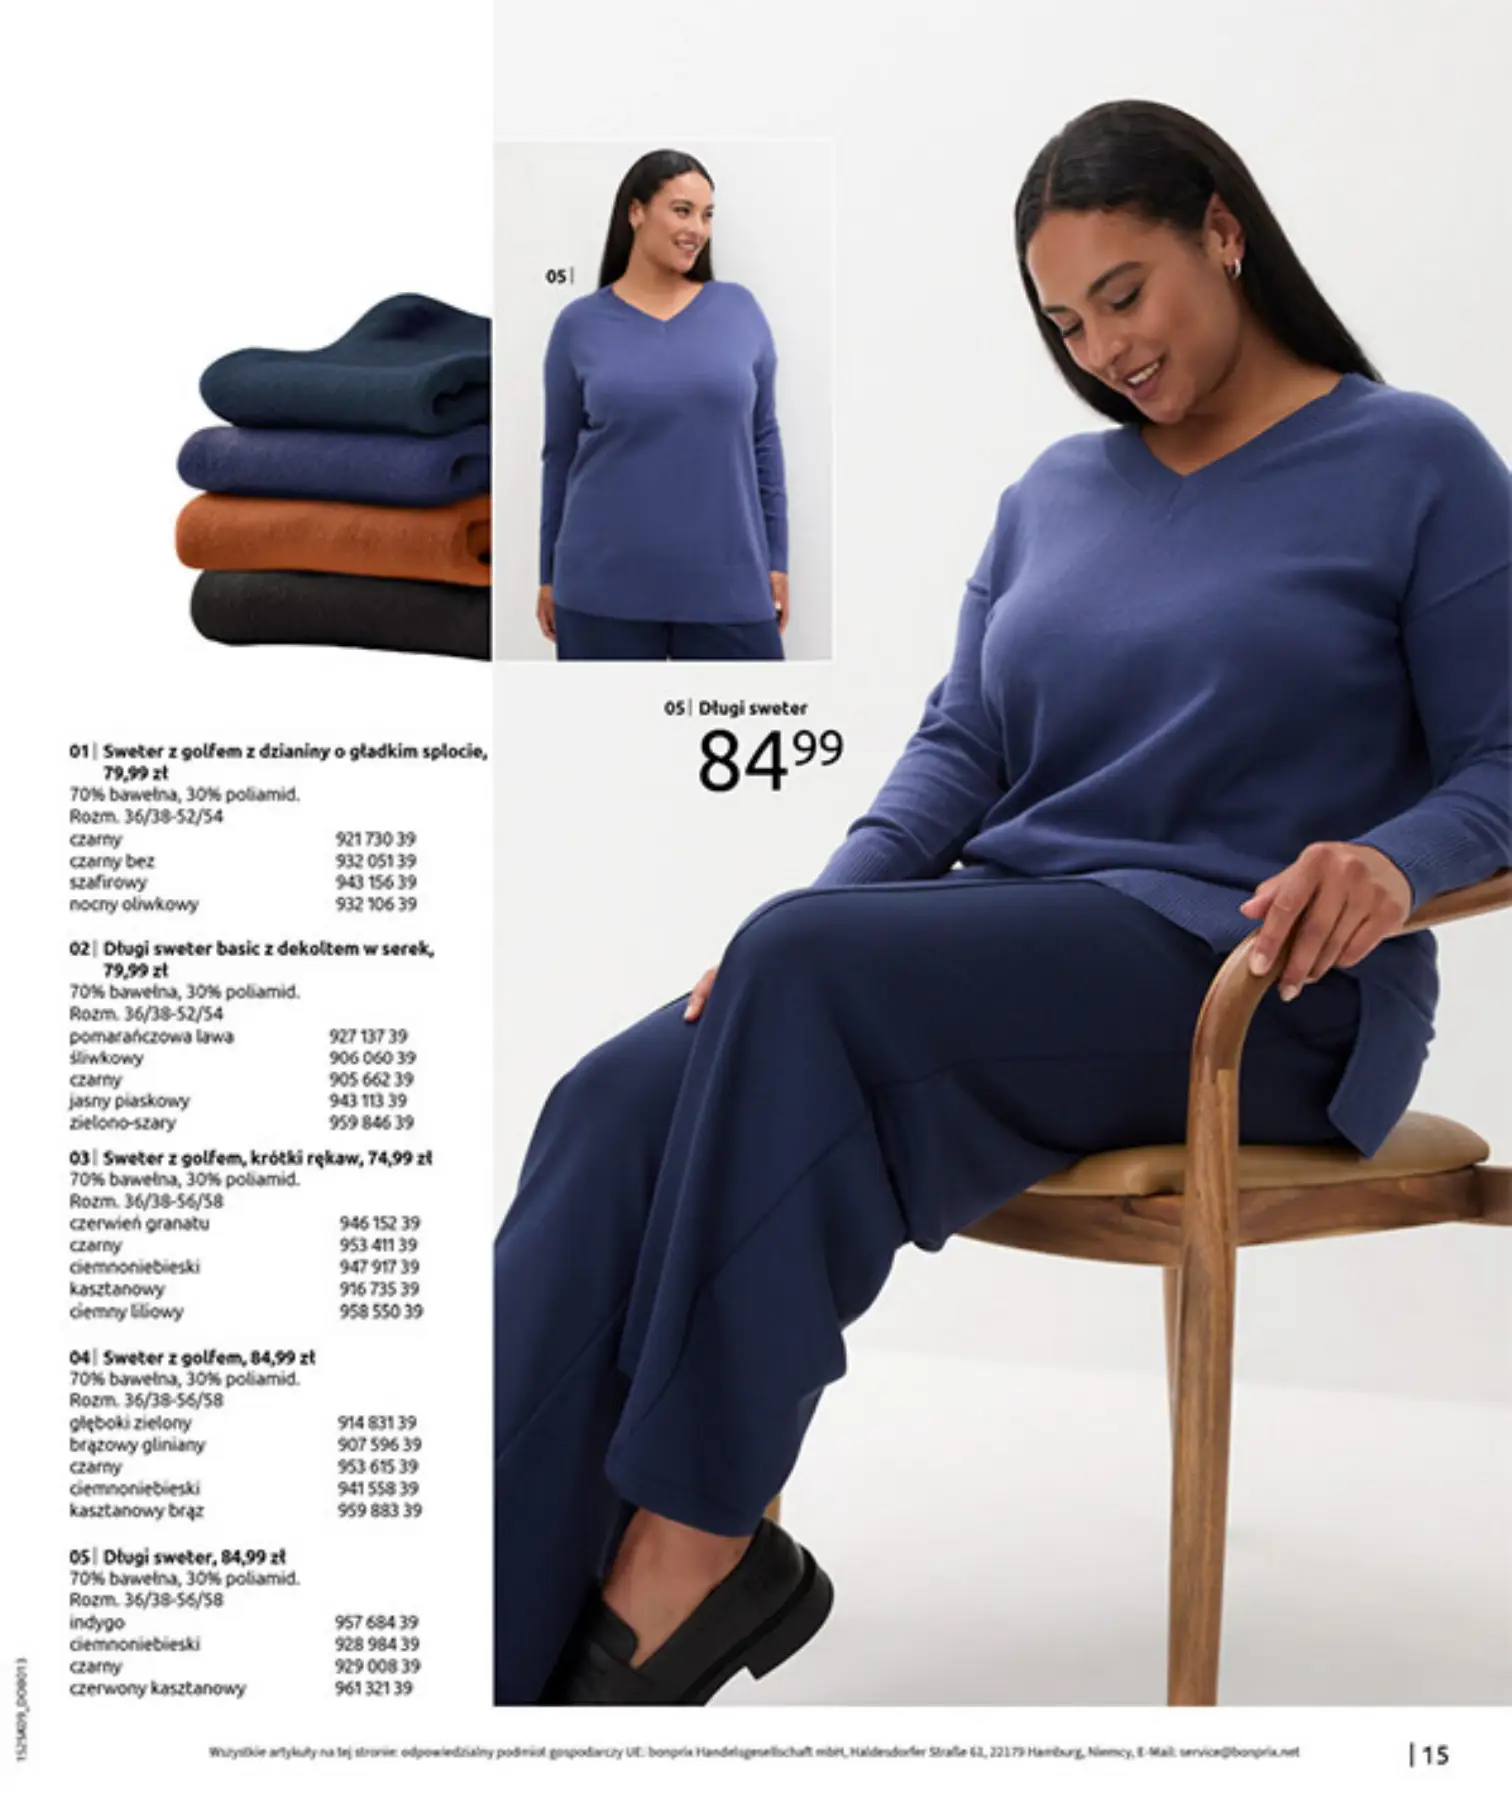 05|
05| Długi sweter
84⁹⁹
01| Sweter z golfem z dzianiny o gładkim splocie,
79,99 zł
70% bawełna, 30% poliamid.
Rozm. 36/38-52/54
czarny 921 730 39
czarny bez 932 051 39
szafirowy 943 156 39
nocny oliwkowy 932 106 39
02| Długi sweter basic z dekoltem w serek,
79,99 zł
70% bawełna, 30% poliamid.
Rozm. 36/38-52/54
pomarańczowa lawa 927 137 39
śliwkowy 906 060 39
czarny 905 662 39
jasny piaskowy 943 113 39
zielono-szary 959 846 39
03| Sweter z golfem, krótki rękaw, 74,99 zł
70% bawełna, 30% poliamid.
Rozm. 36/38-56/58
czerwień granatu 946 152 39
czarny 953 411 39
ciemnoniebieski 947 917 39
kasztanowy 916 735 39
ciemny liliowy 958 550 39
04| Sweter z golfem, 84,99 zł
70% bawełna, 30% poliamid.
Rozm. 36/38-56/58
głęboki zielony 914 831 39
brązowy gliniany 907 596 39
czarny 953 615 39
ciemnoniebieski 941 558 39
kasztanowy brąz 959 883 39
05| Długi sweter, 84,99 zł
70% bawełna, 30% poliamid.
Rozm. 36/38-56/58
indygo 957 684 39
ciemnoniebieski 928 984 39
czarny 929 008 39
czerwony kasztanowy 961 321 39
Wszystkie artykuły na tej stronie: odpowiedzialny podmiot gospodarczy UE: bonprix Handelsgesellschaft mbH, Haldesdorfer Straße 61, 22179 Hamburg, Niemcy, E-Mail: service@bonprix.net
| 15